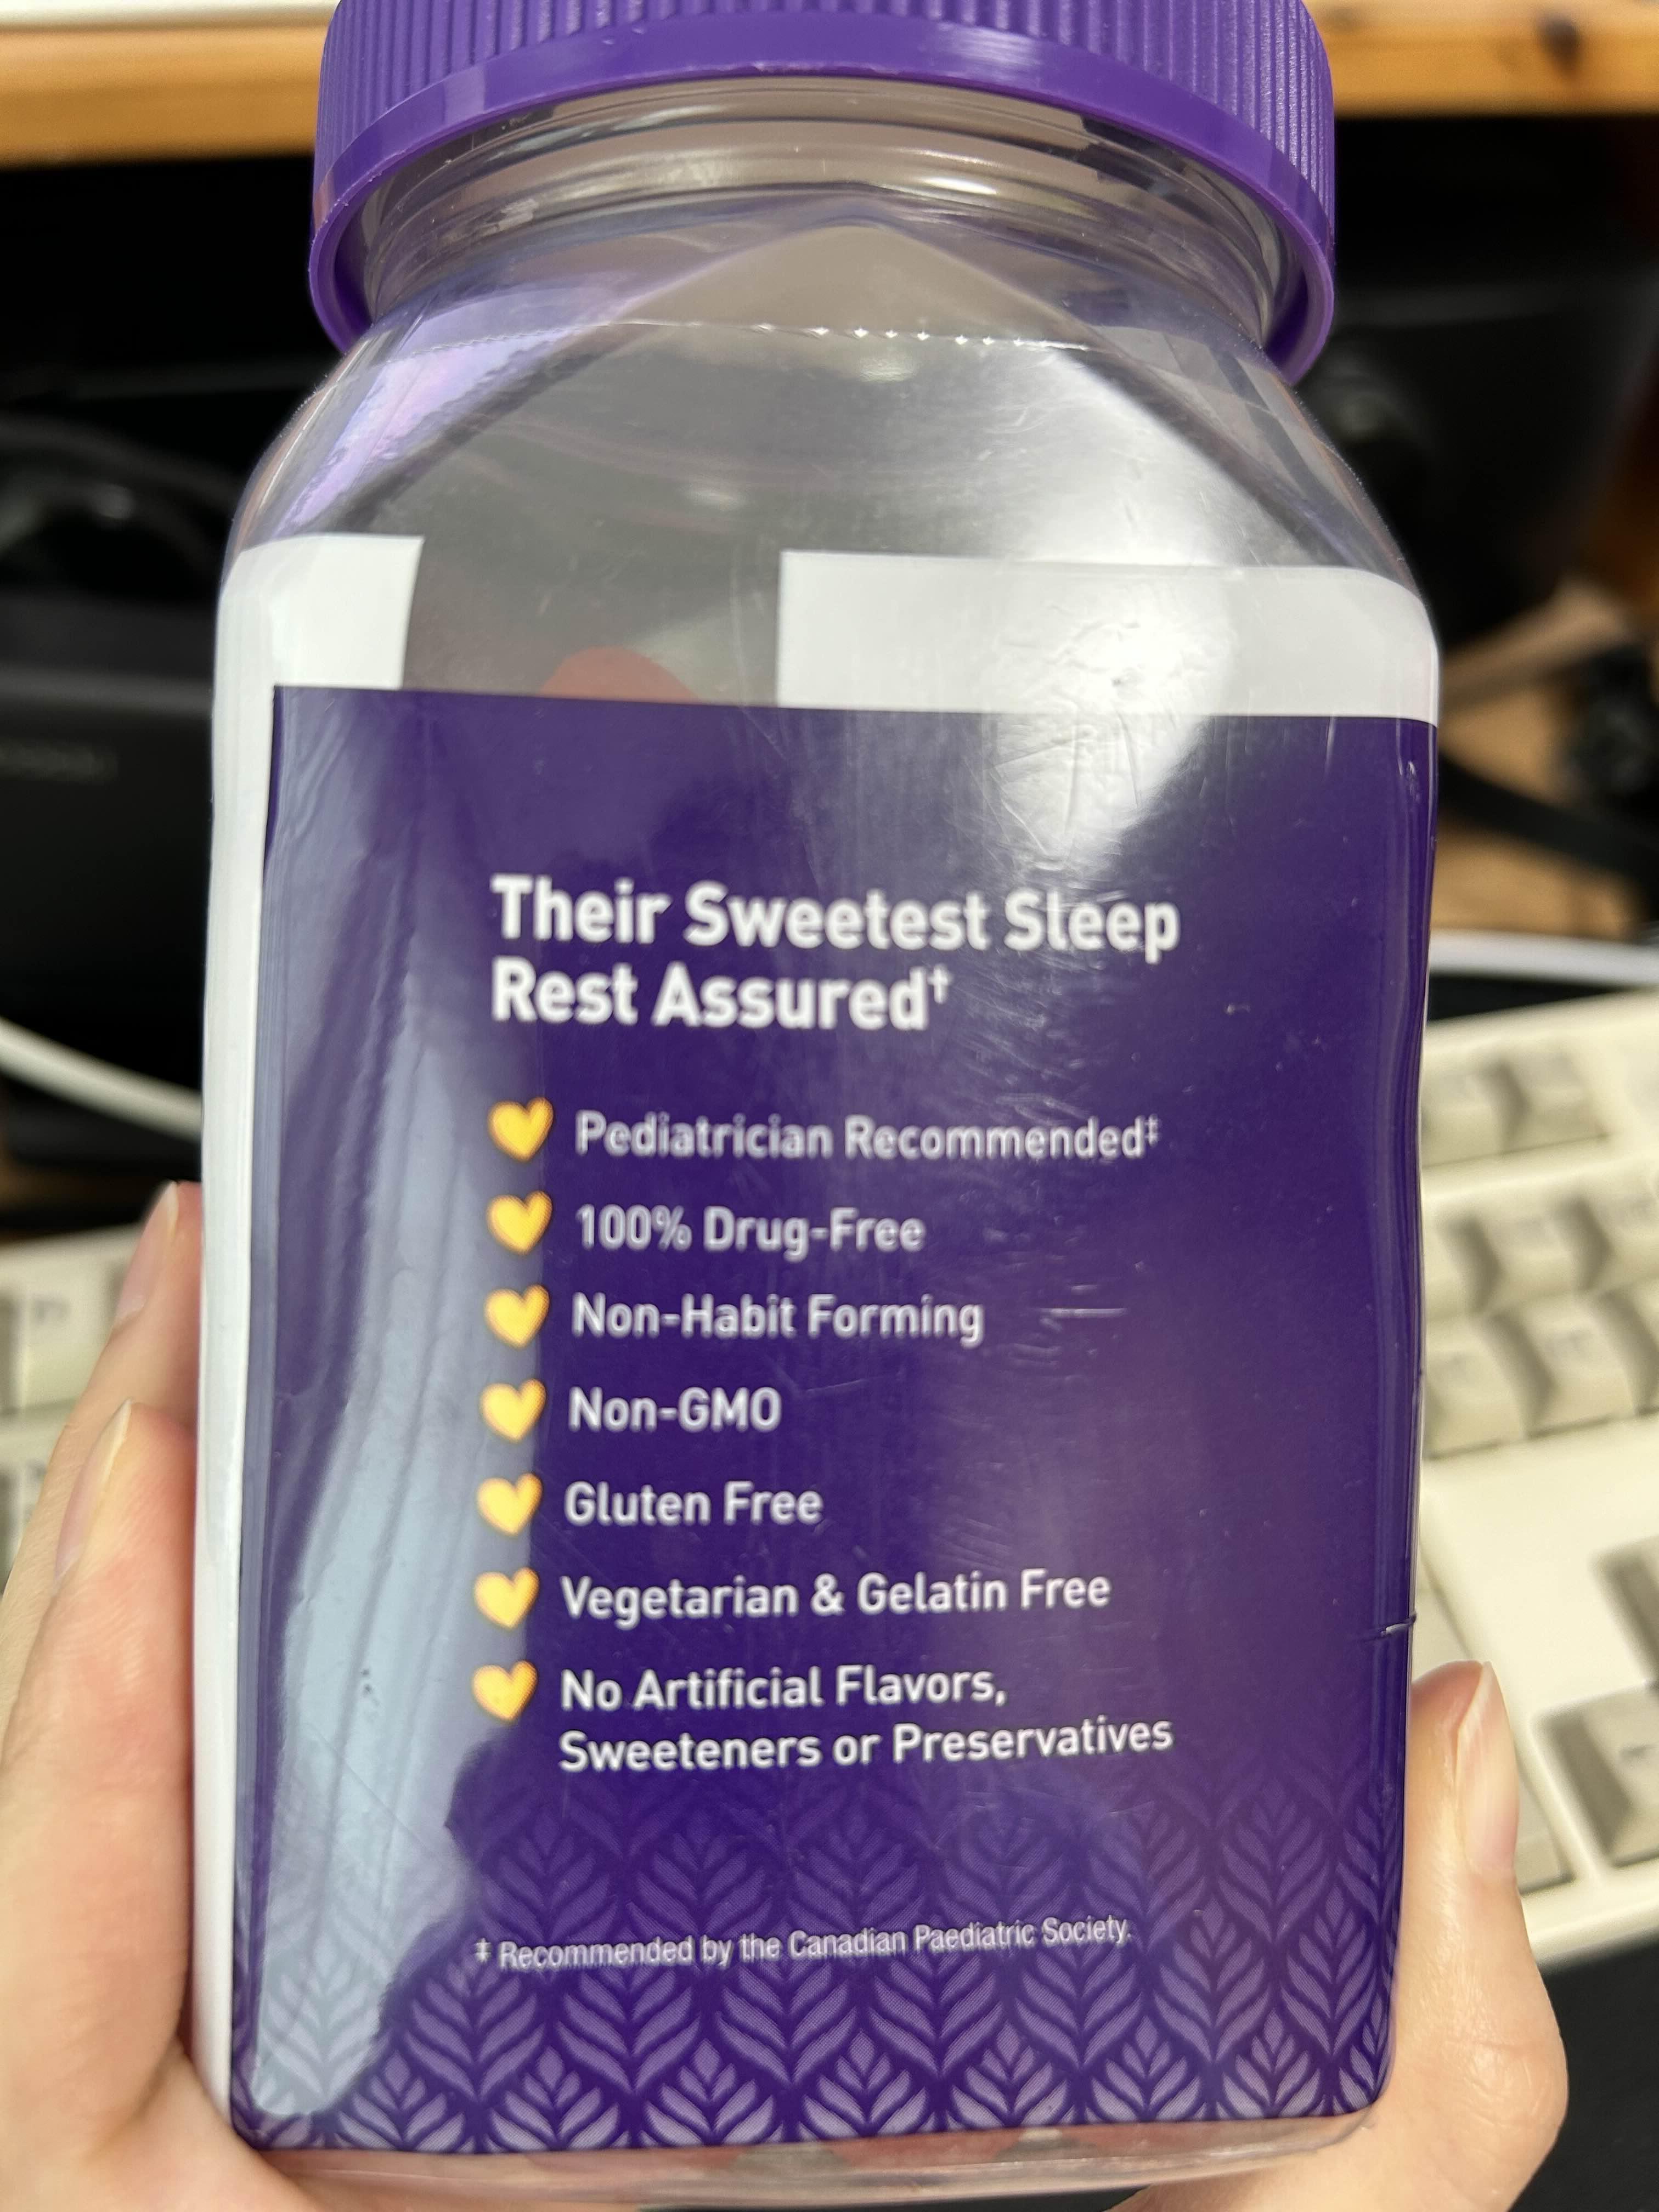 Their Sweetest Sleep
Rest Assured†
Pediatrician Recommended‡
100% Drug-Free
Non-Habit Forming
Non-GMO
Gluten Free
Vegetarian & Gelatin Free
No Artificial Flavors,
Sweeteners or Preservatives
‡ Recommended by the Canadian Paediatric Society.